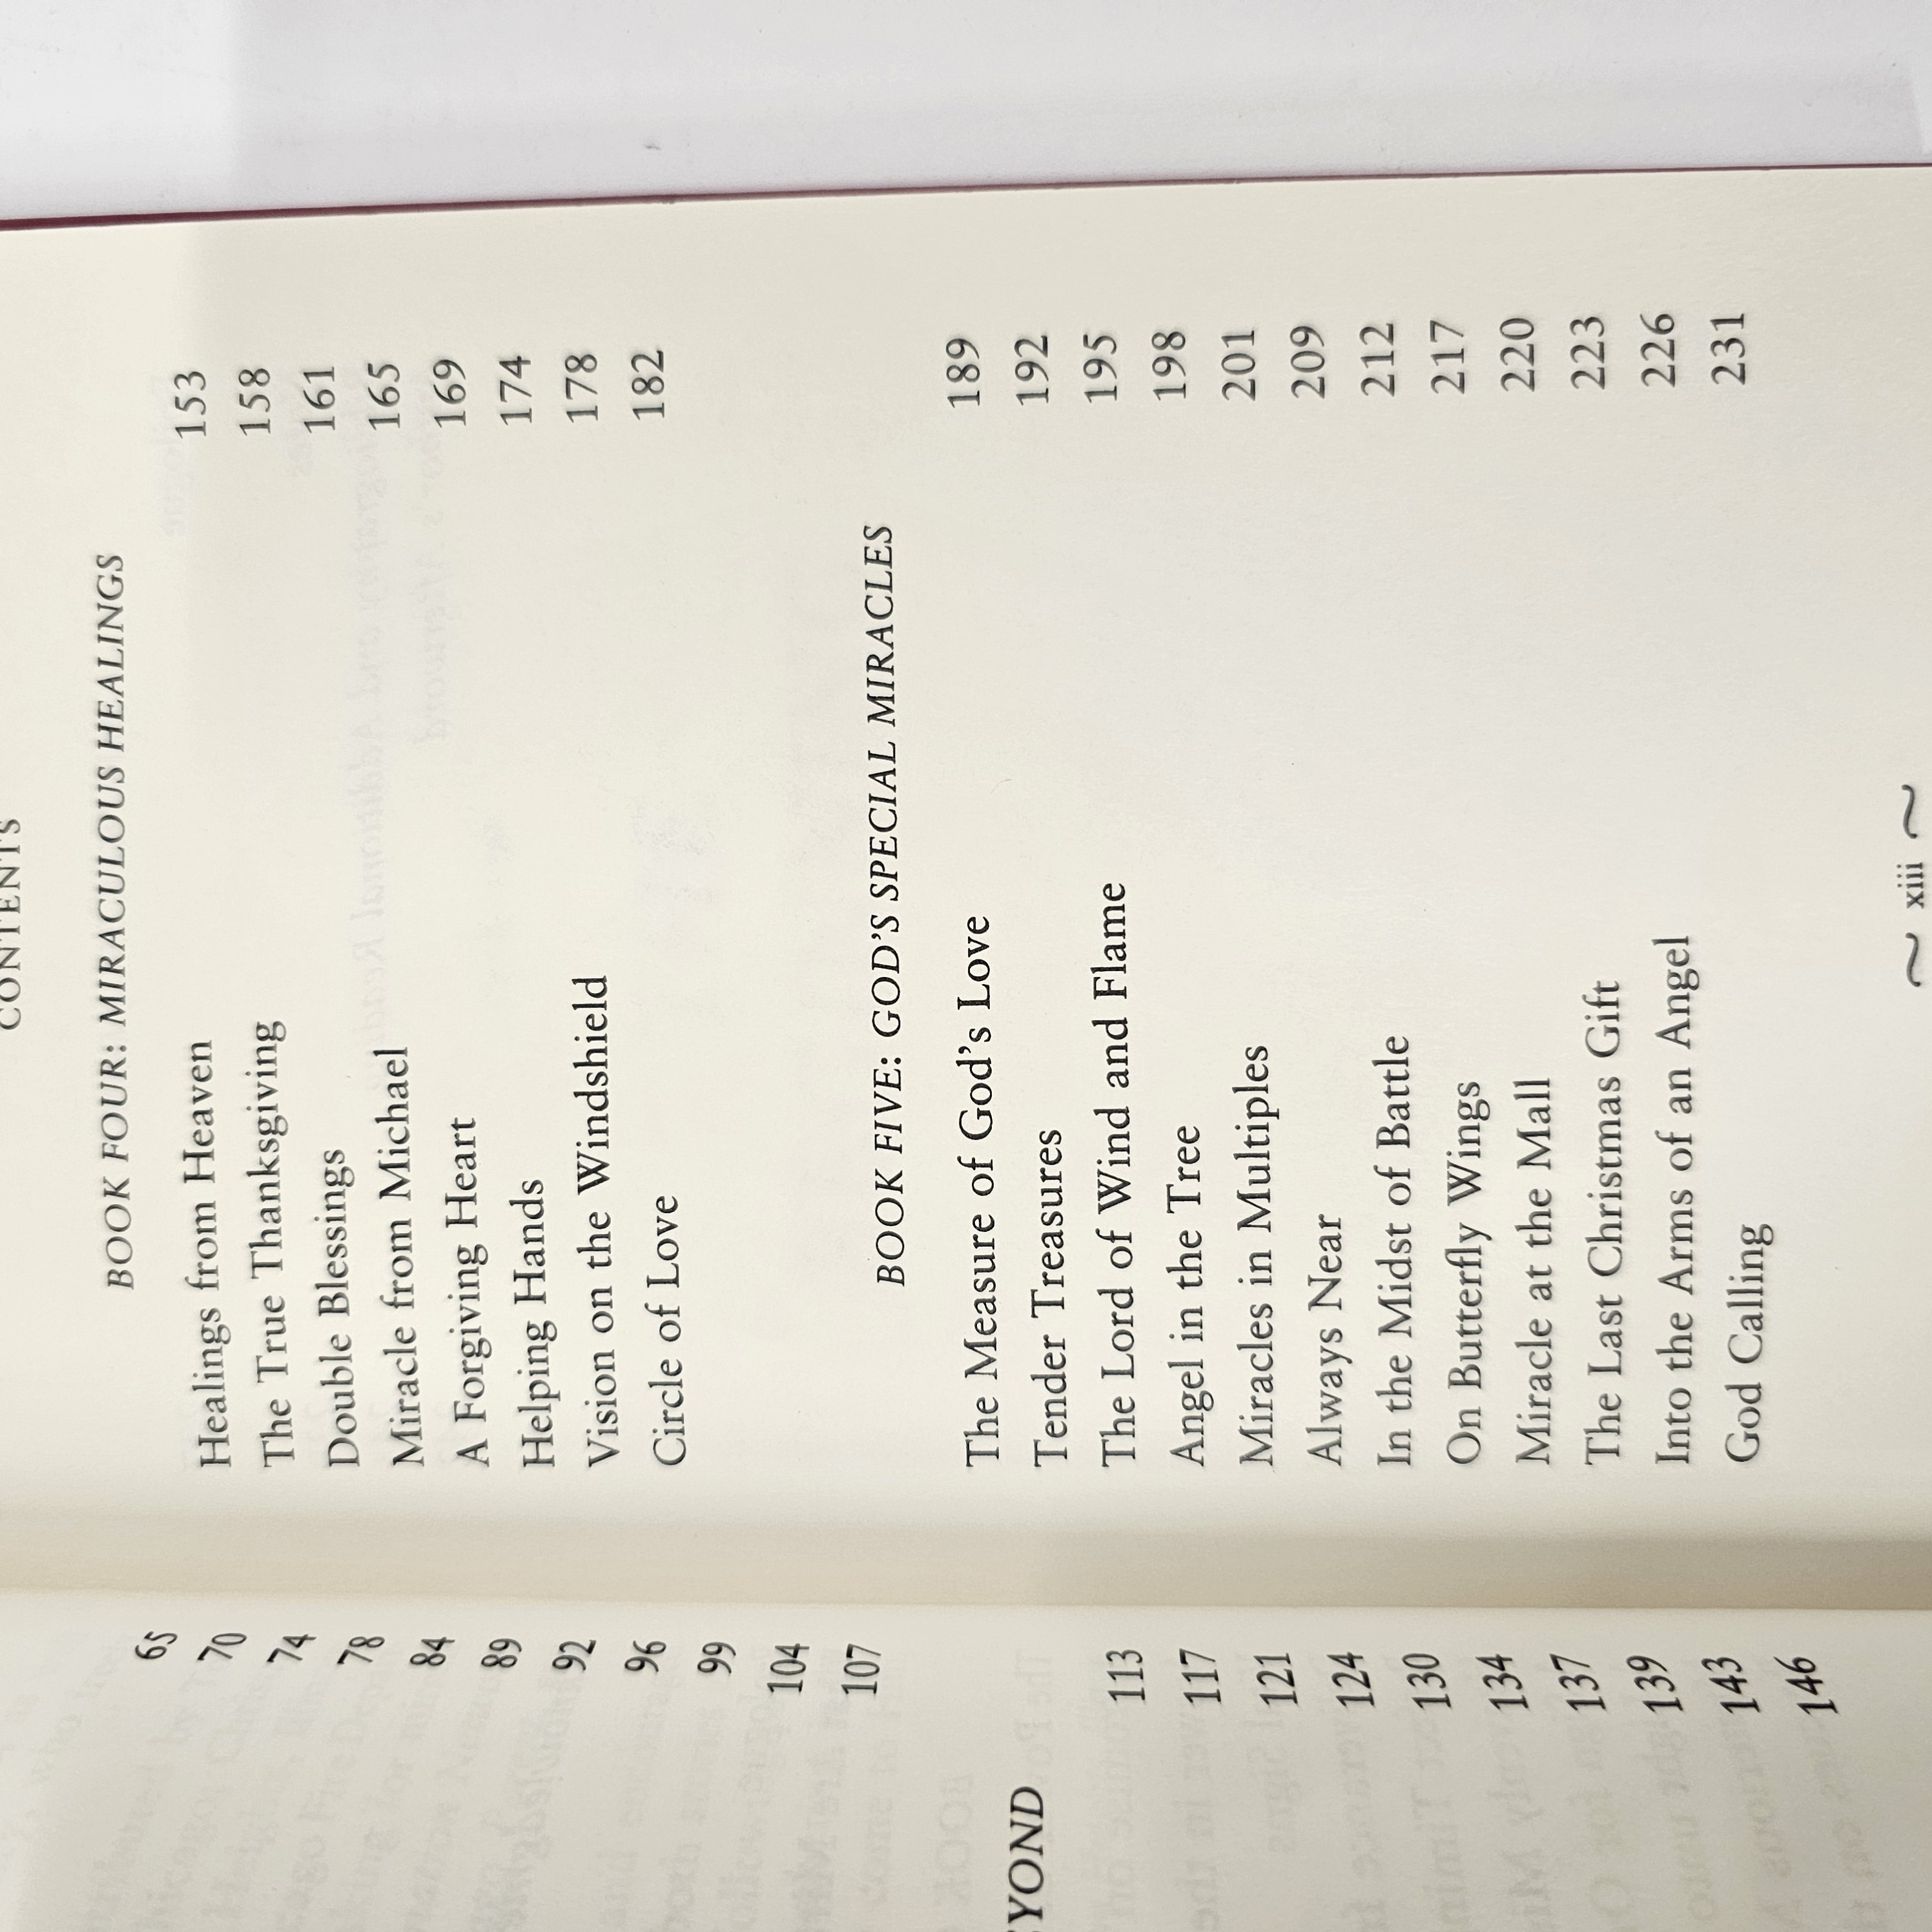 65
70
74
78
84
89
92
96
99
104
107
YOND
113
117
121
124
130
134
137
139
143
146
CONTENTS
BOOK FOUR: MIRACULOUS HEALINGS
Healings from Heaven 153
The True Thanksgiving 158
Double Blessings 161
Miracle from Michael 165
A Forgiving Heart 169
Helping Hands 174
Vision on the Windshield 178
Circle of Love 182
BOOK FIVE: GOD'S SPECIAL MIRACLES
The Measure of God's Love 189
Tender Treasures 192
The Lord of Wind and Flame 195
Angel in the Tree 198
Miracles in Multiples 201
Always Near 209
In the Midst of Battle 212
On Butterfly Wings 217
Miracle at the Mall 220
The Last Christmas Gift 223
Into the Arms of an Angel 226
God Calling 231
~ xiii ~